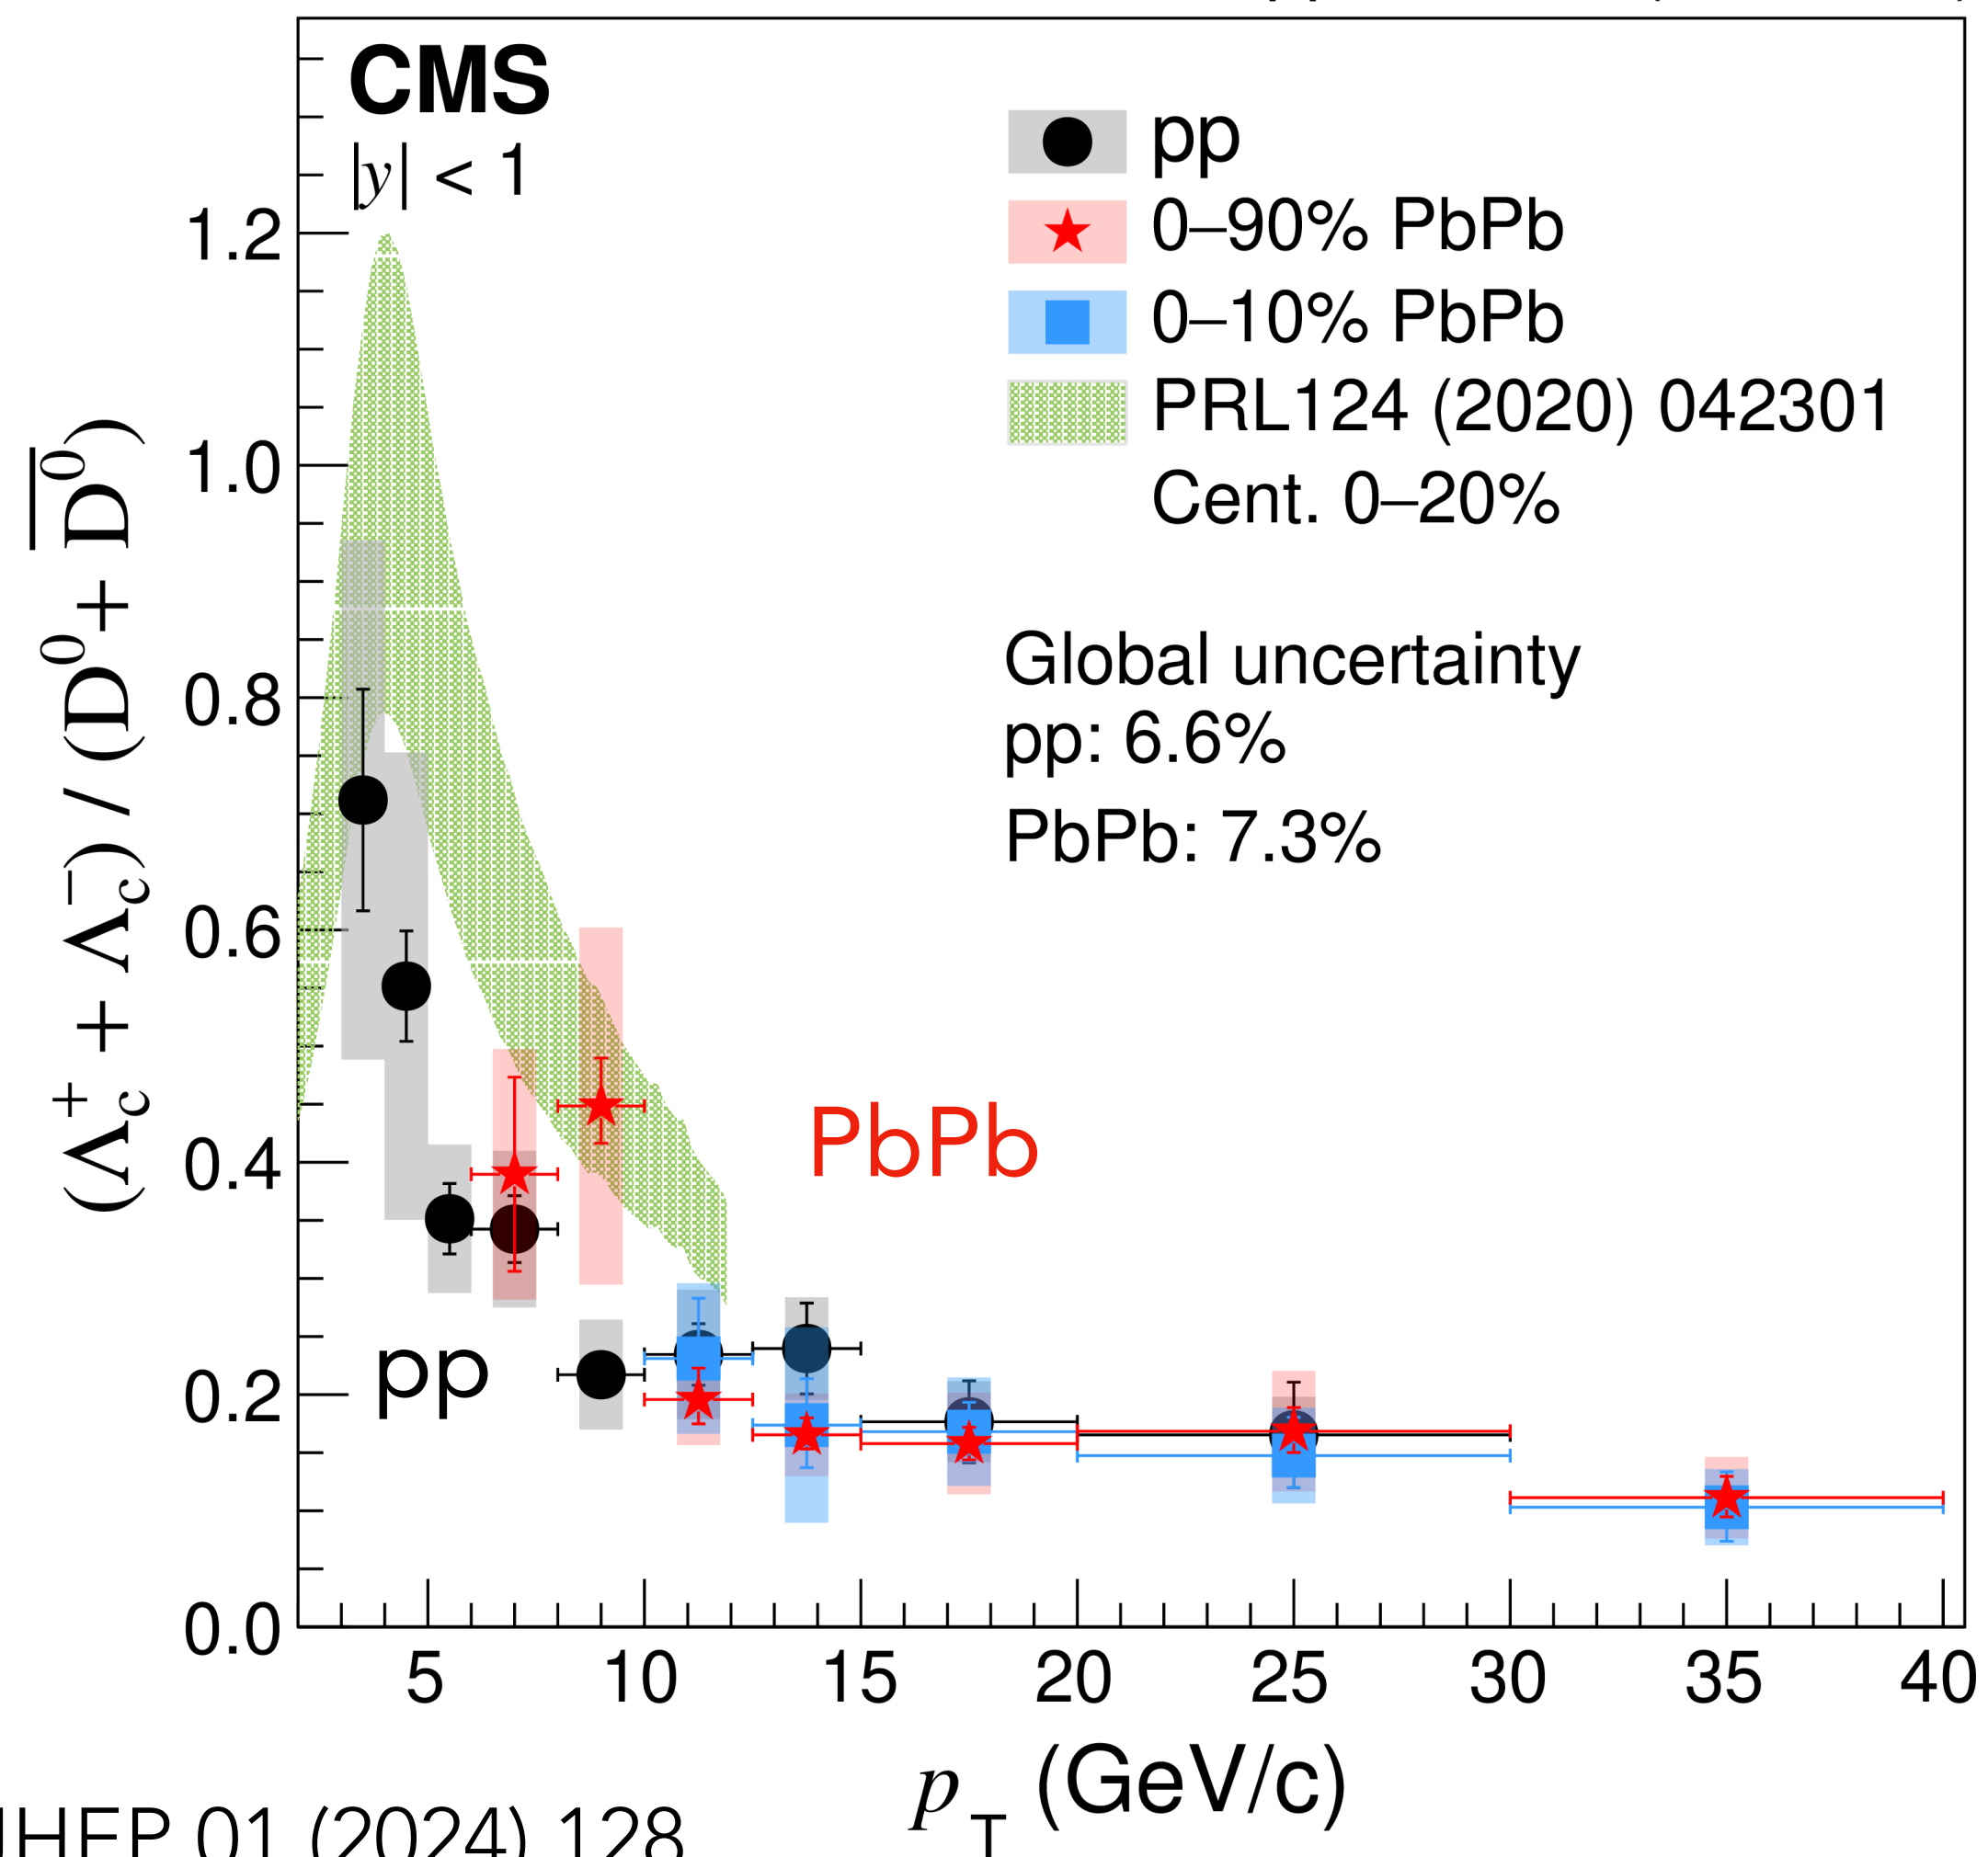 CMS
|y| < 1
pp
0–90% PbPb
0–10% PbPb
PRL124 (2020) 042301
Cent. 0–20%
Global uncertainty
pp: 6.6%
PbPb: 7.3%
(Λc+ + Λc−) / (D0+ D̅0)
1.2
1.0
0.8
0.6
0.4
0.2
0.0
PbPb
pp
5 10 15 20 25 30 35 40
pT (GeV/c)
JHEP 01 (2024) 128